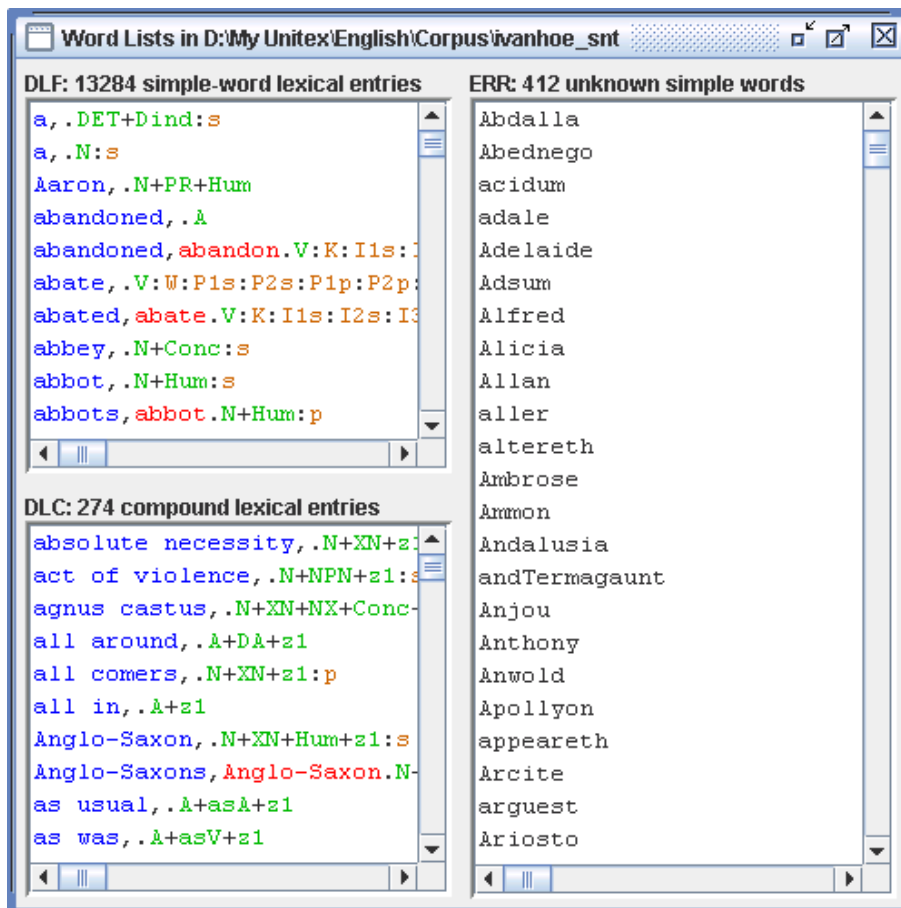 Word Lists in D:\My Unitex\English\Corpus\ivanhoe_snt
DLF: 13284 simple-word lexical entries
a,.DET+Dind:s
a,.N:s
Aaron,.N+PR+Hum
abandoned,.A
abandoned,abandon.V:K:I1s:
abate,.V:W:P1s:P2s:P1p:P2p:
abated,abate.V:K:I1s:I2s:I3
abbey,.N+Conc:s
abbot,.N+Hum:s
abbots,abbot.N+Hum:p
DLC: 274 compound lexical entries
absolute necessity,.N+XN+z1
act of violence,.N+NPN+z1:s
agnus castus,.N+XN+NX+Conc-
all around,.A+DA+z1
all comers,.N+XN+z1:p
all in,.A+z1
Anglo-Saxon,.N+XN+Hum+z1:s
Anglo-Saxons,Anglo-Saxon.N-
as usual,.A+asA+z1
as was,.A+asV+z1
ERR: 412 unknown simple words
Abdalla
Abednego
acidum
adale
Adelaide
Adsum
Alfred
Alicia
Allan
aller
altereth
Ambrose
Ammon
Andalusia
andTermagaunt
Anjou
Anthony
Anwold
Apollyon
appeareth
Arcite
arguest
Ariosto